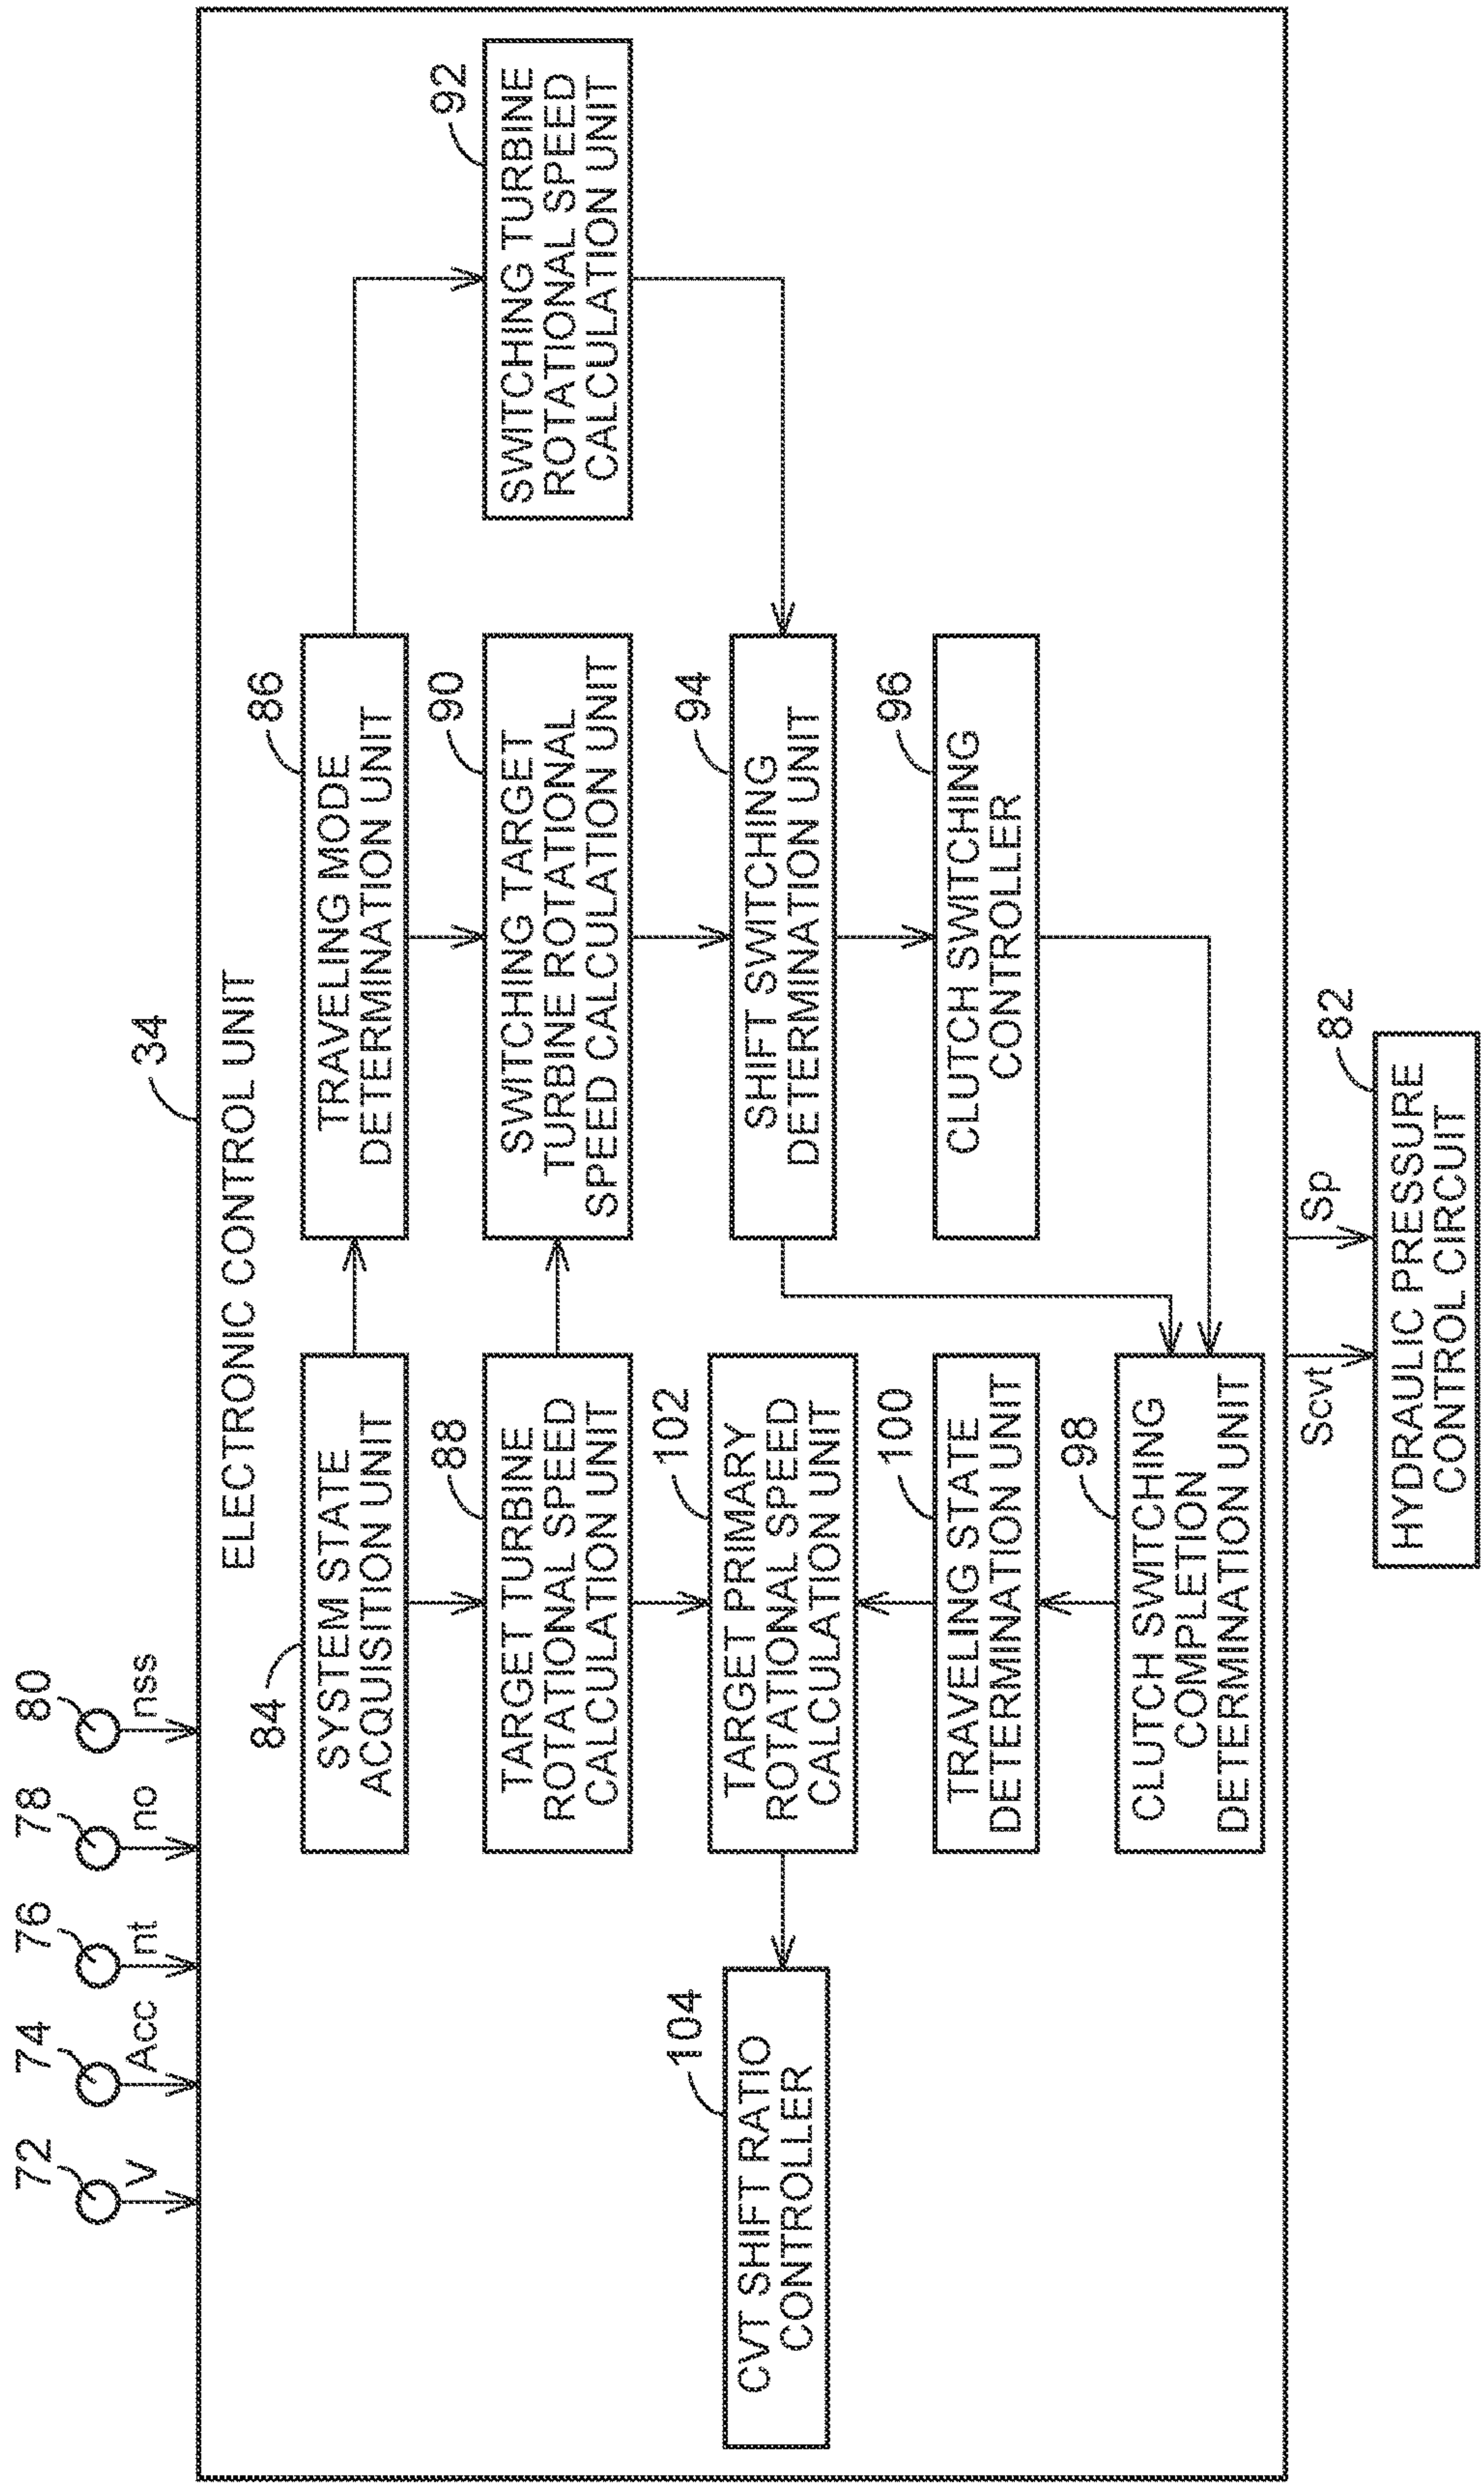 72
74
76
78
80
V
Acc
nt
no
nss
34
ELECTRONIC CONTROL UNIT
84
SYSTEM STATE
ACQUISITION UNIT
86
TRAVELING MODE
DETERMINATION UNIT
88
TARGET TURBINE
ROTATIONAL SPEED
CALCULATION UNIT
90
SWITCHING TARGET
TURBINE ROTATIONAL
SPEED CALCULATION UNIT
92
SWITCHING TURBINE
ROTATIONAL SPEED
CALCULATION UNIT
104
CVT SHIFT RATIO
CONTROLLER
102
TARGET PRIMARY
ROTATIONAL SPEED
CALCULATION UNIT
94
SHIFT SWITCHING
DETERMINATION UNIT
100
TRAVELING STATE
DETERMINATION UNIT
96
CLUTCH SWITCHING
CONTROLLER
98
CLUTCH SWITCHING
COMPLETION
DETERMINATION UNIT
Scvt
Sp
82
HYDRAULIC PRESSURE
CONTROL CIRCUIT